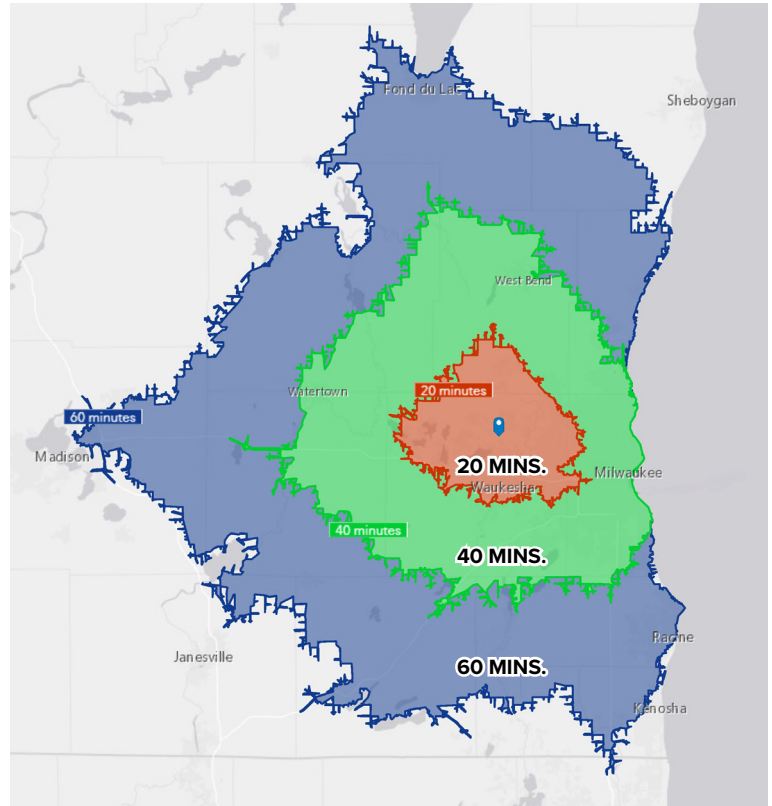 Fond du Lac
Sheboygan
West Bend
Watertown
20 minutes
60 minutes
Madison
20 MINS.
Milwaukee
Waukesha
40 minutes
40 MINS.
Racine
Janesville
60 MINS.
Kenosha